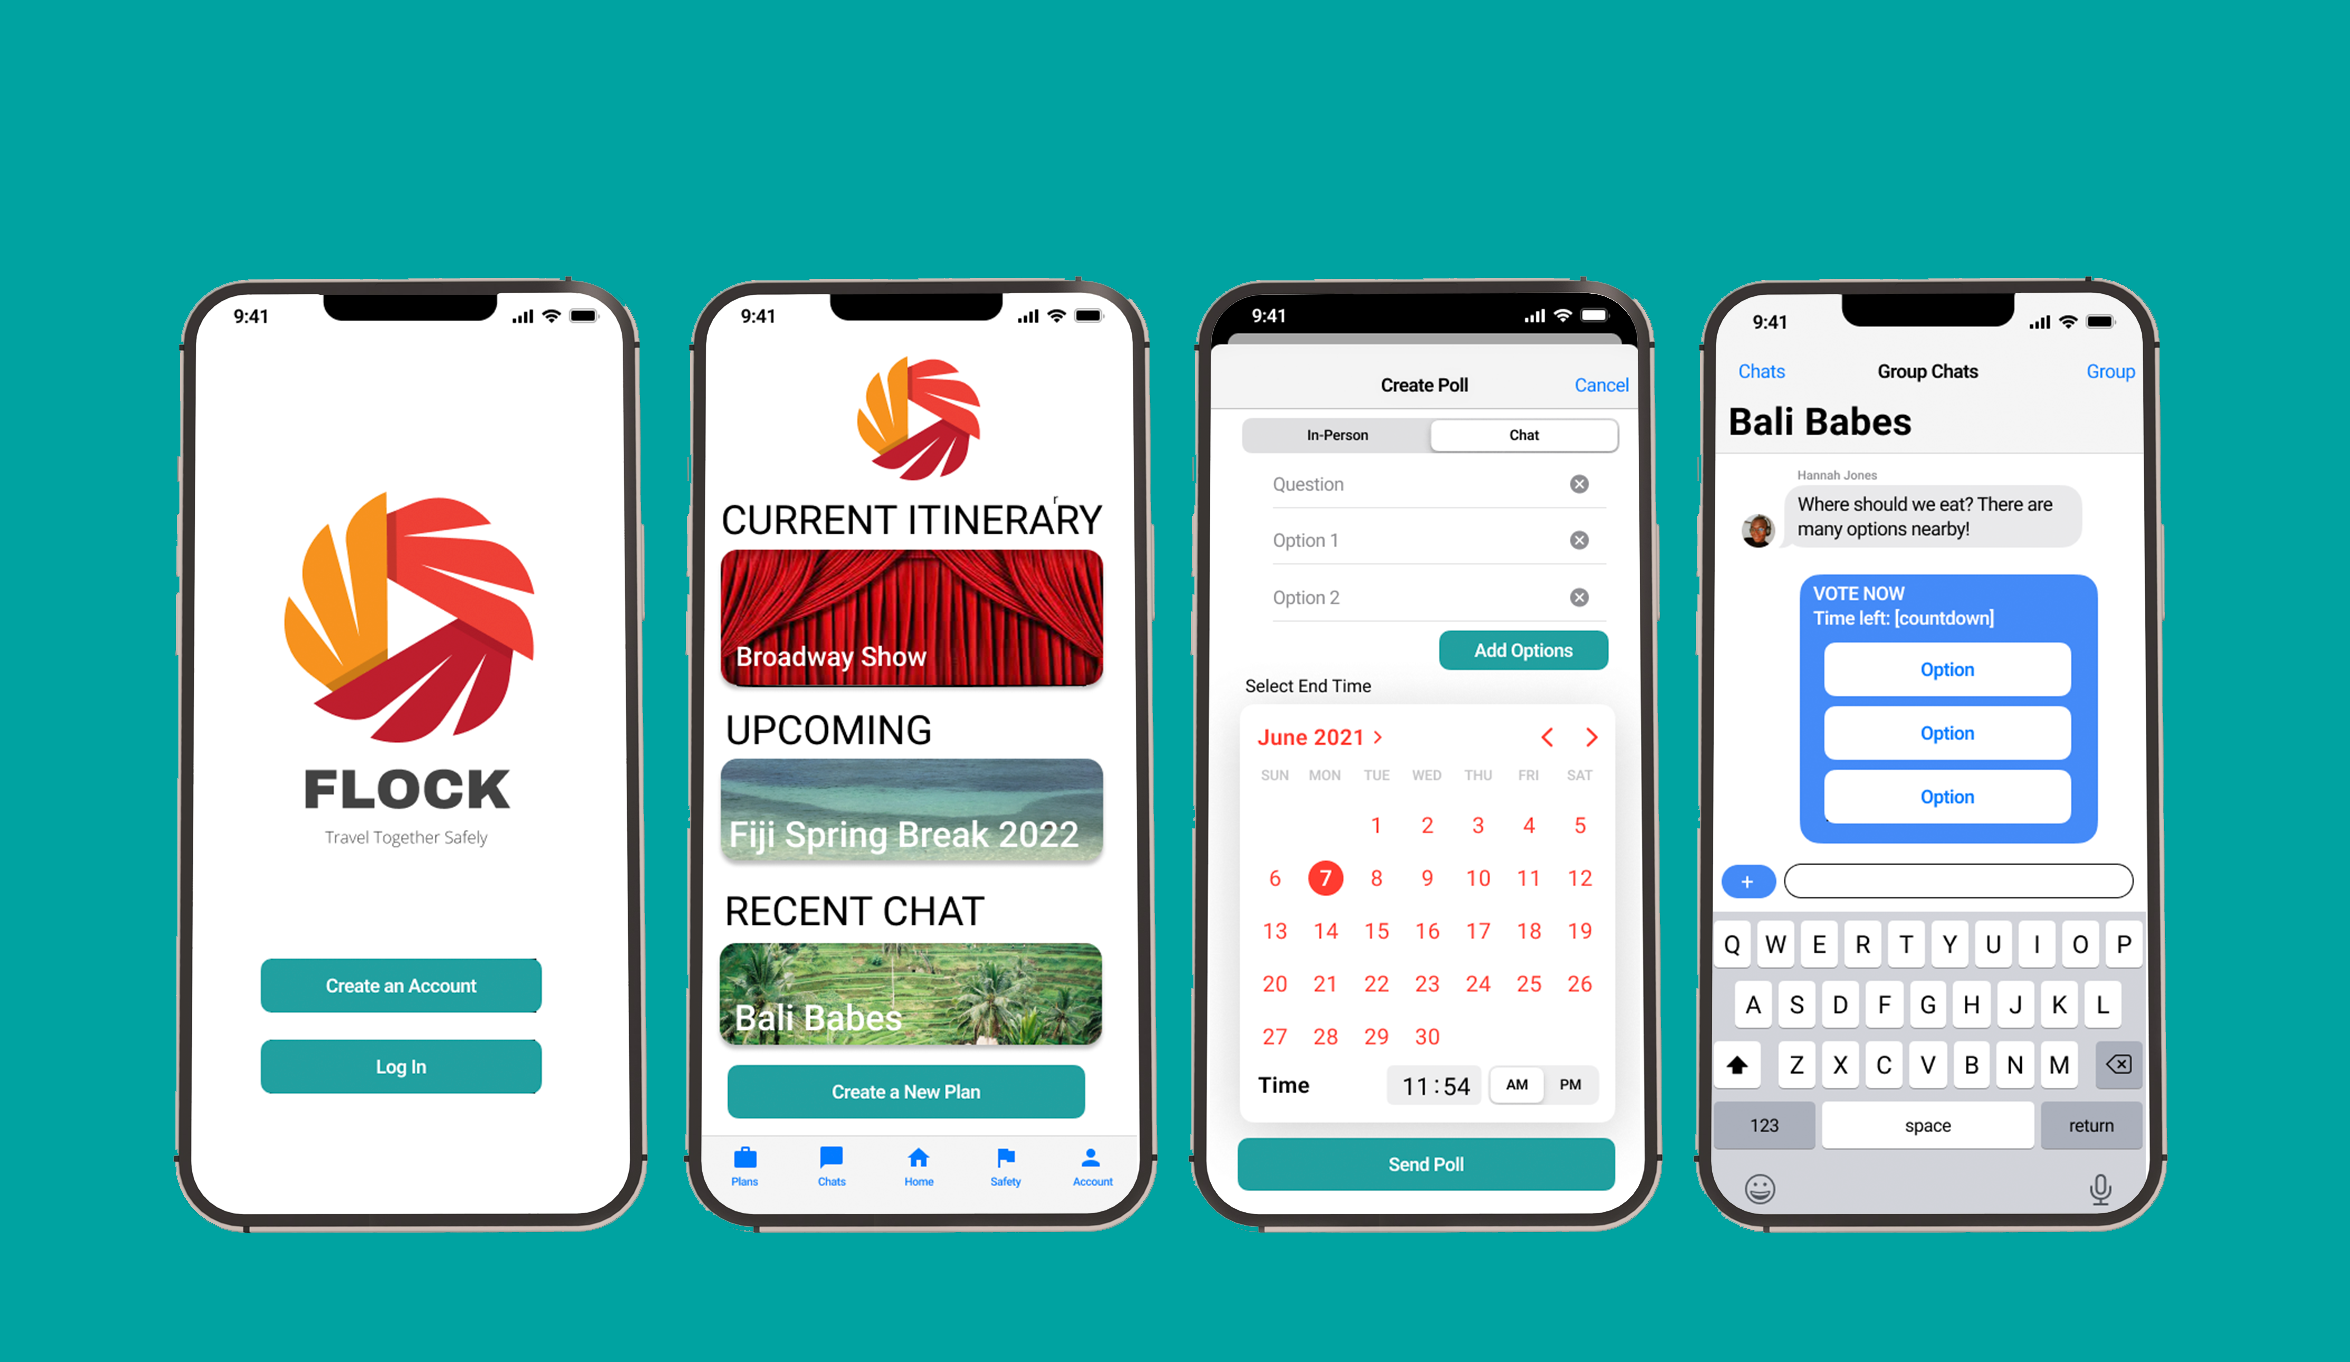 9:41
FLOCK
Travel Together Safely
Create an Account
Log In
9:41
r
CURRENT ITINERARY
Broadway Show
UPCOMING
Fiji Spring Break 2022
RECENT CHAT
Bali Babes
Create a New Plan
Plans Chats Home Safety Account
9:41
Create Poll Cancel
In-Person Chat
Question
Option 1
Option 2
Add Options
Select End Time
June 2021
SUN MON TUE WED THU FRI SAT
1 2 3 4 5
6 7 8 9 10 11 12
13 14 15 16 17 18 19
20 21 22 23 24 25 26
27 28 29 30
Time 11:54 AM PM
Send Poll
9:41
Chats Group Chats Group
Bali Babes
Hannah Jones
Where should we eat? There are
many options nearby!
VOTE NOW
Time left: [countdown]
Option
Option
Option
+
Q W E R T Y U I O P
A S D F G H J K L
Z X C V B N M
123 space return